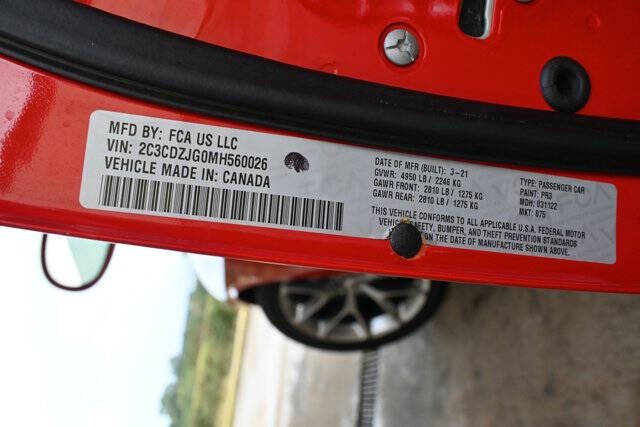 MFD BY: FCA US LLC
VIN: 2C3CDZJG0MH560026
VEHICLE MADE IN: CANADA
DATE OF MFR (BUILT): 3-21
GVWR: 4950 LB / 2246 KG
GAWR FRONT: 2810 LB / 1275 KG
GAWR REAR: 2810 LB / 1275 KG
TYPE: PASSENGER CAR
PAINT: PR3
MDH: 031122
MKT: 875
THIS VEHICLE CONFORMS TO ALL APPLICABLE U.S.A. FEDERAL MOTOR
VEHICLE SAFETY, BUMPER, AND THEFT PREVENTION STANDARDS
ON THE DATE OF MANUFACTURE SHOWN ABOVE.